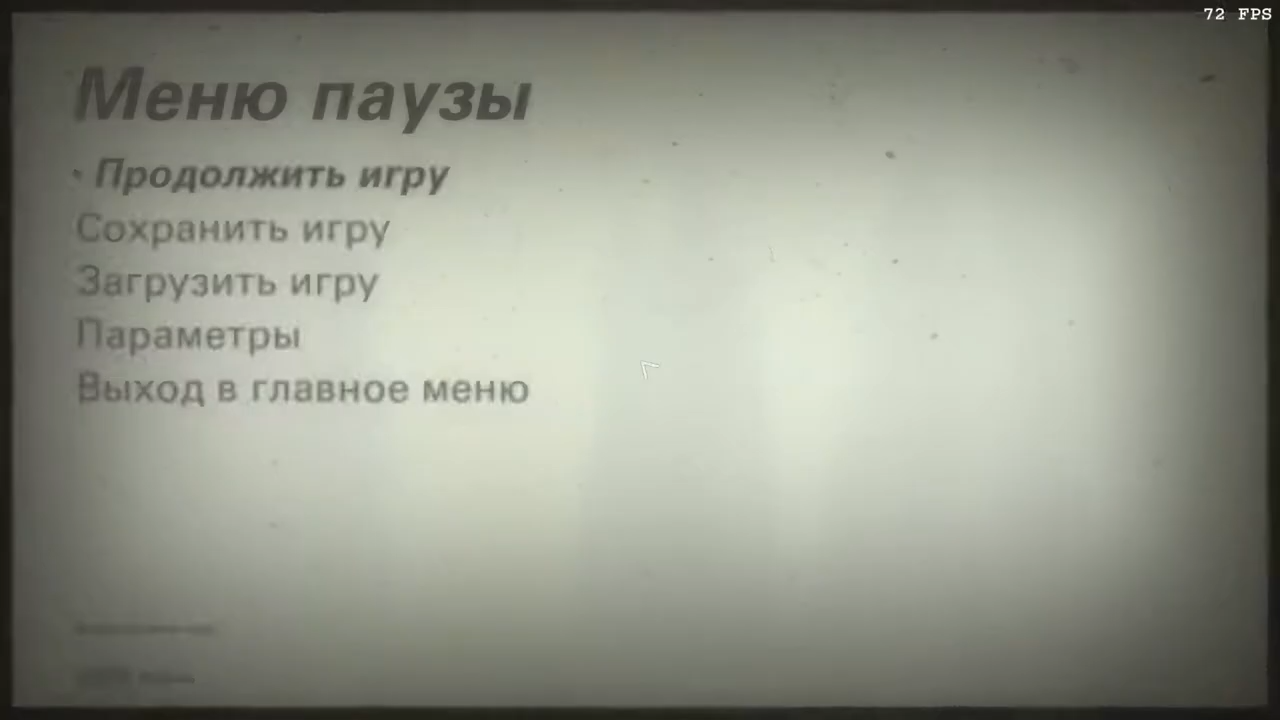 72 FPS
Меню паузы
· Продолжить игру
Сохранить игру
Загрузить игру
Параметры
Выход в главное меню